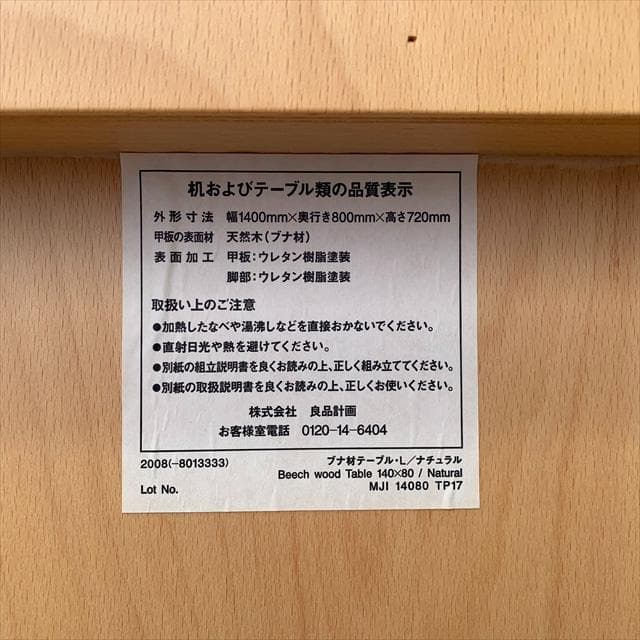 机およびテーブル類の品質表示
外形寸法 幅1400mm×奥行き800mm×高さ720mm
甲板の表面材 天然木(ブナ材)
表面加工 甲板:ウレタン樹脂塗装
脚部:ウレタン樹脂塗装
取扱い上のご注意
●加熱したなべや湯沸しなどを直接おかないでください。
●直射日光や熱を避けてください。
●別紙の組立説明書を良くお読みの上、正しく組み立ててください。
●別紙の取扱説明書を良くお読みの上、正しくお使いください。
株式会社 良品計画
お客様室電話 0120-14-6404
2008(-8013333)
ブナ材テーブル・L/ナチュラル
Beech wood Table 140×80 / Natural
Lot No.
MJI 14080 TP17